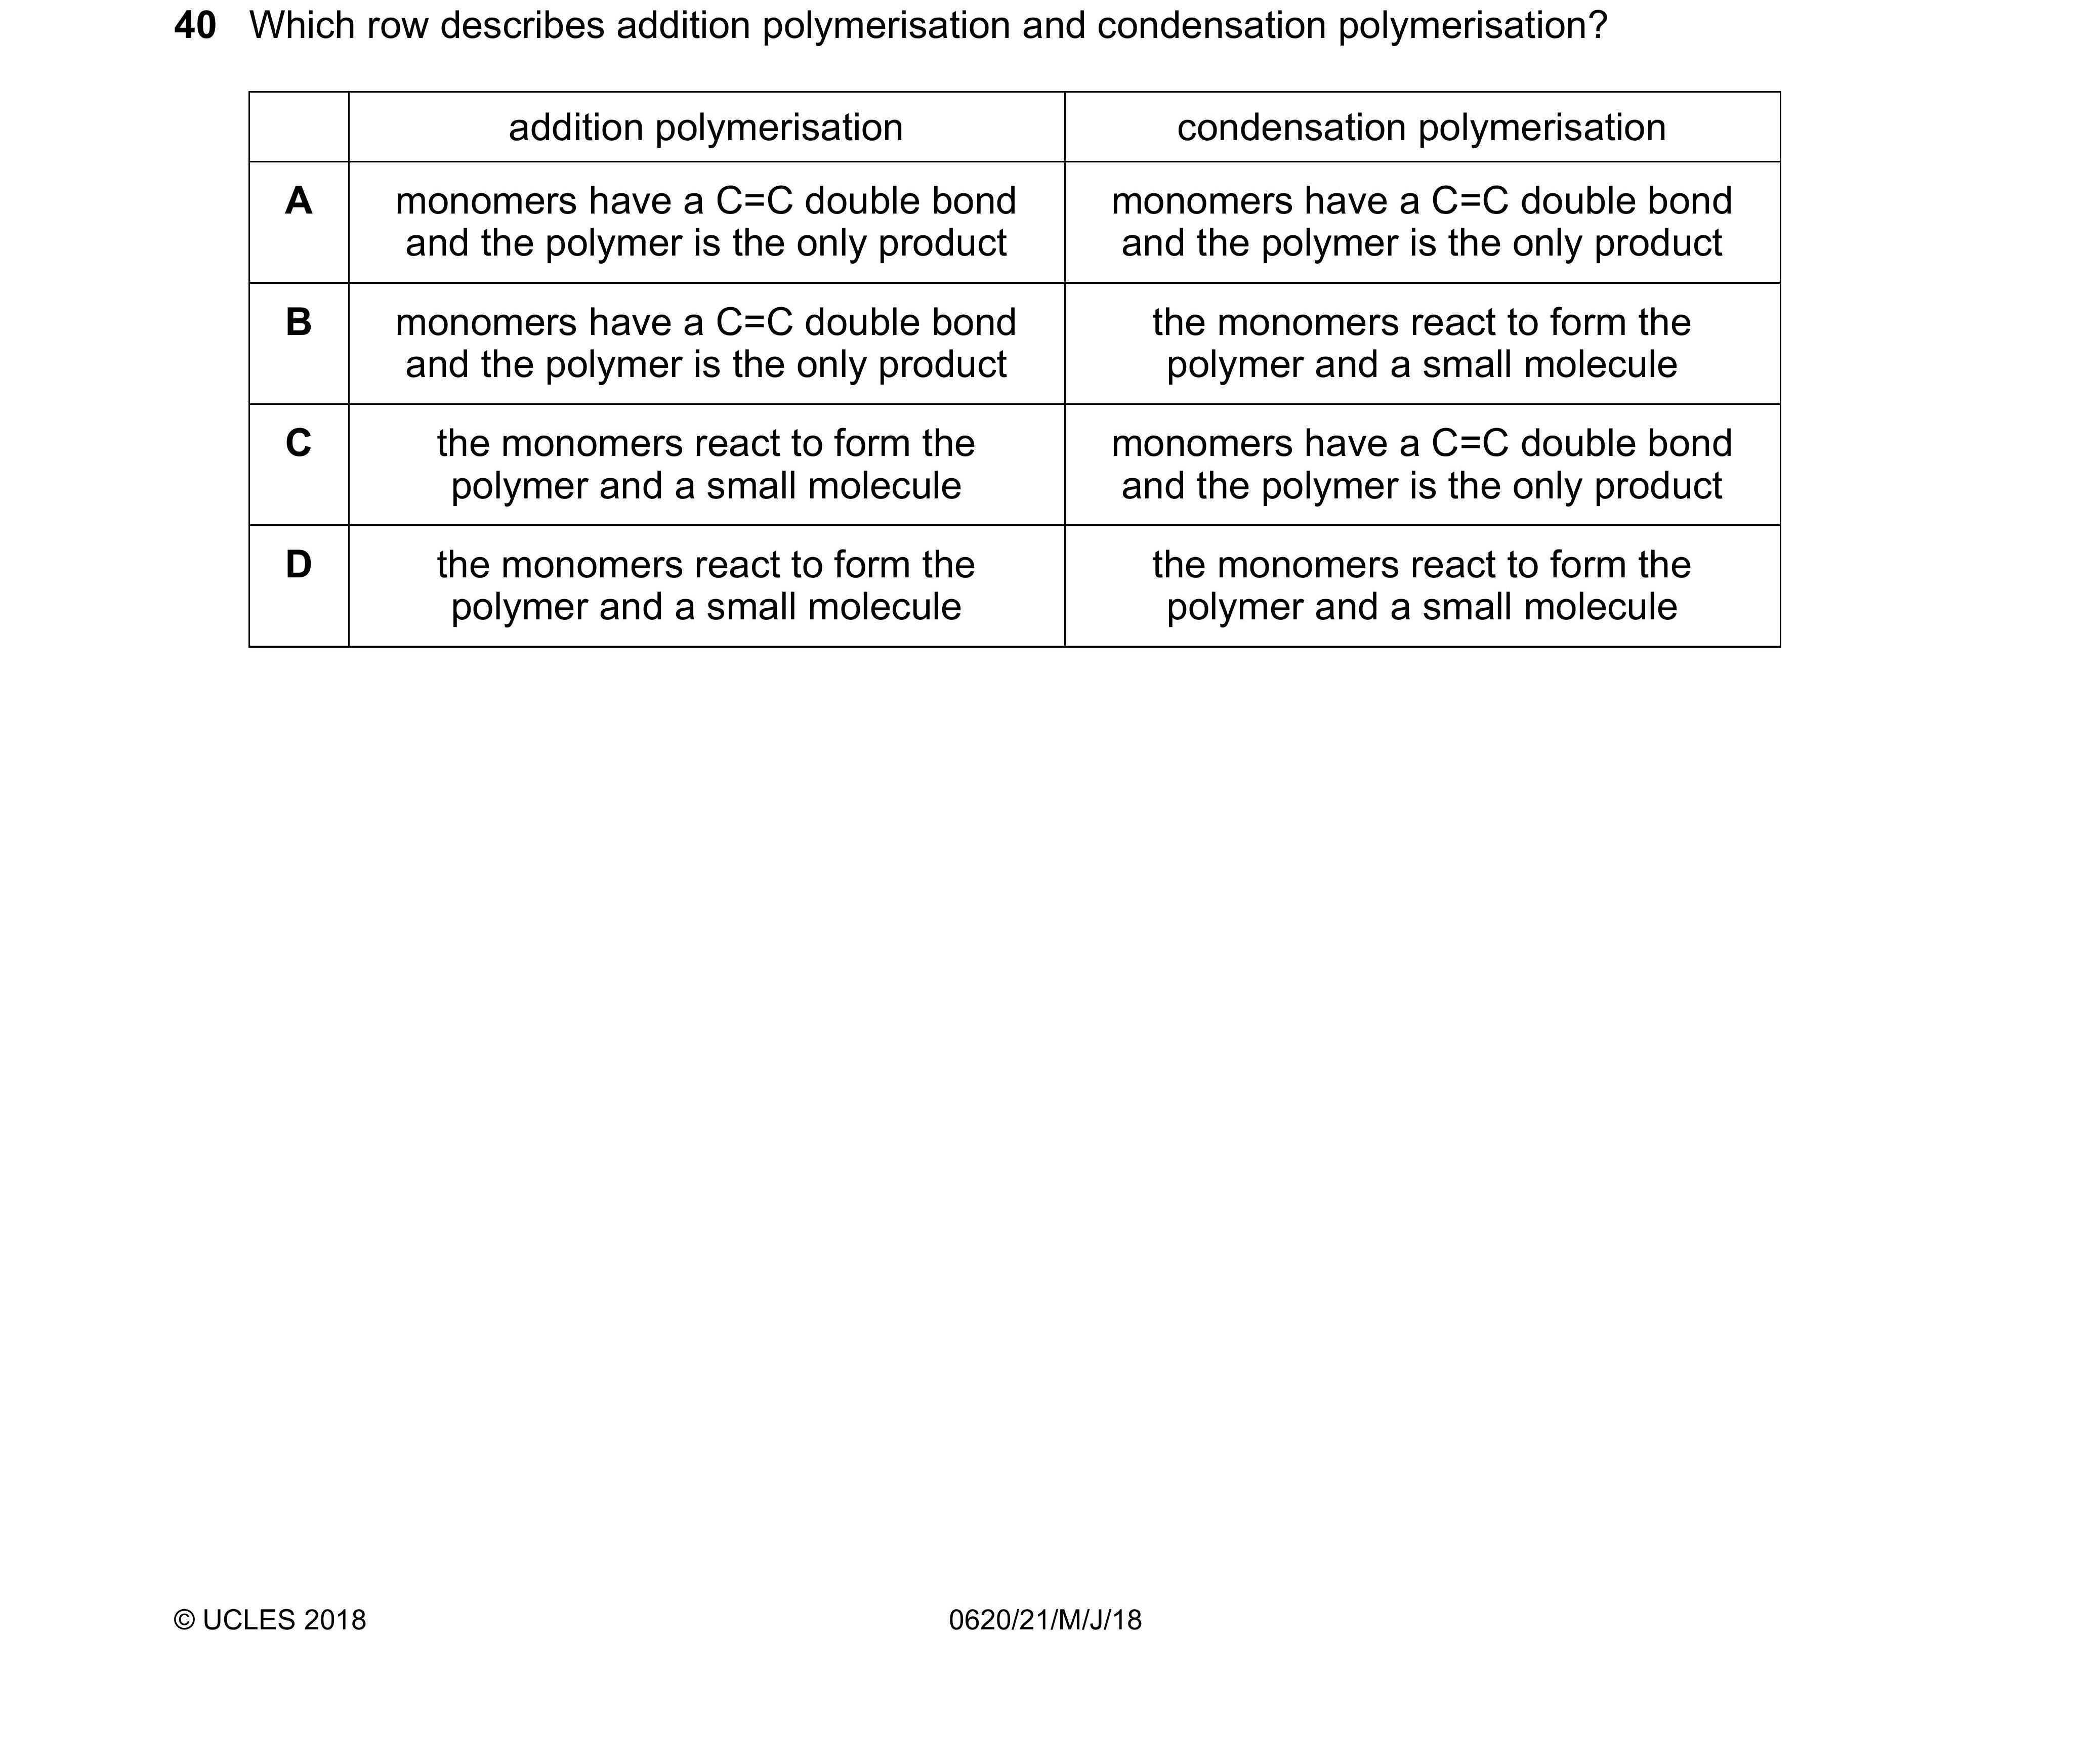 40 Which row describes addition polymerisation and condensation polymerisation?
addition polymerisation condensation polymerisation
A monomers have a C=C double bond monomers have a C=C double bond
and the polymer is the only product and the polymer is the only product
B monomers have a C=C double bond the monomers react to form the
and the polymer is the only product polymer and a small molecule
C the monomers react to form the monomers have a C=C double bond
polymer and a small molecule and the polymer is the only product
D the monomers react to form the the monomers react to form the
polymer and a small molecule polymer and a small molecule
© UCLES 2018 0620/21/M/J/18